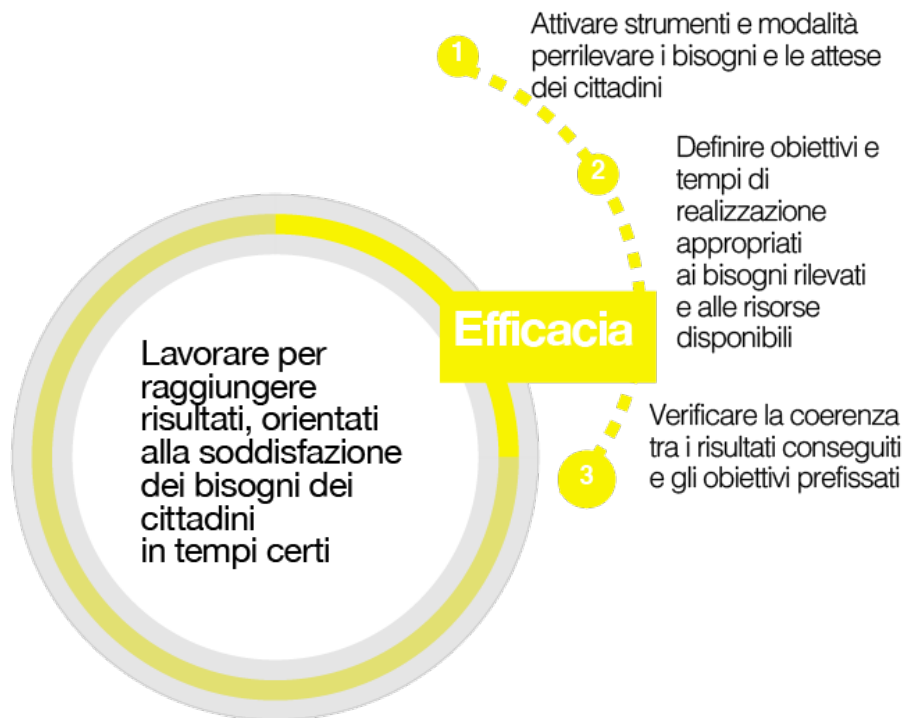 1
Attivare strumenti e modalità
perrilevare i bisogni e le attese
dei cittadini
2
Definire obiettivi e
tempi di
realizzazione
appropriati
ai bisogni rilevati
e alle risorse
disponibili
Efficacia
Lavorare per
raggiungere
risultati, orientati
alla soddisfazione
dei bisogni dei
cittadini
in tempi certi
3
Verificare la coerenza
tra i risultati conseguiti
e gli obiettivi prefissati